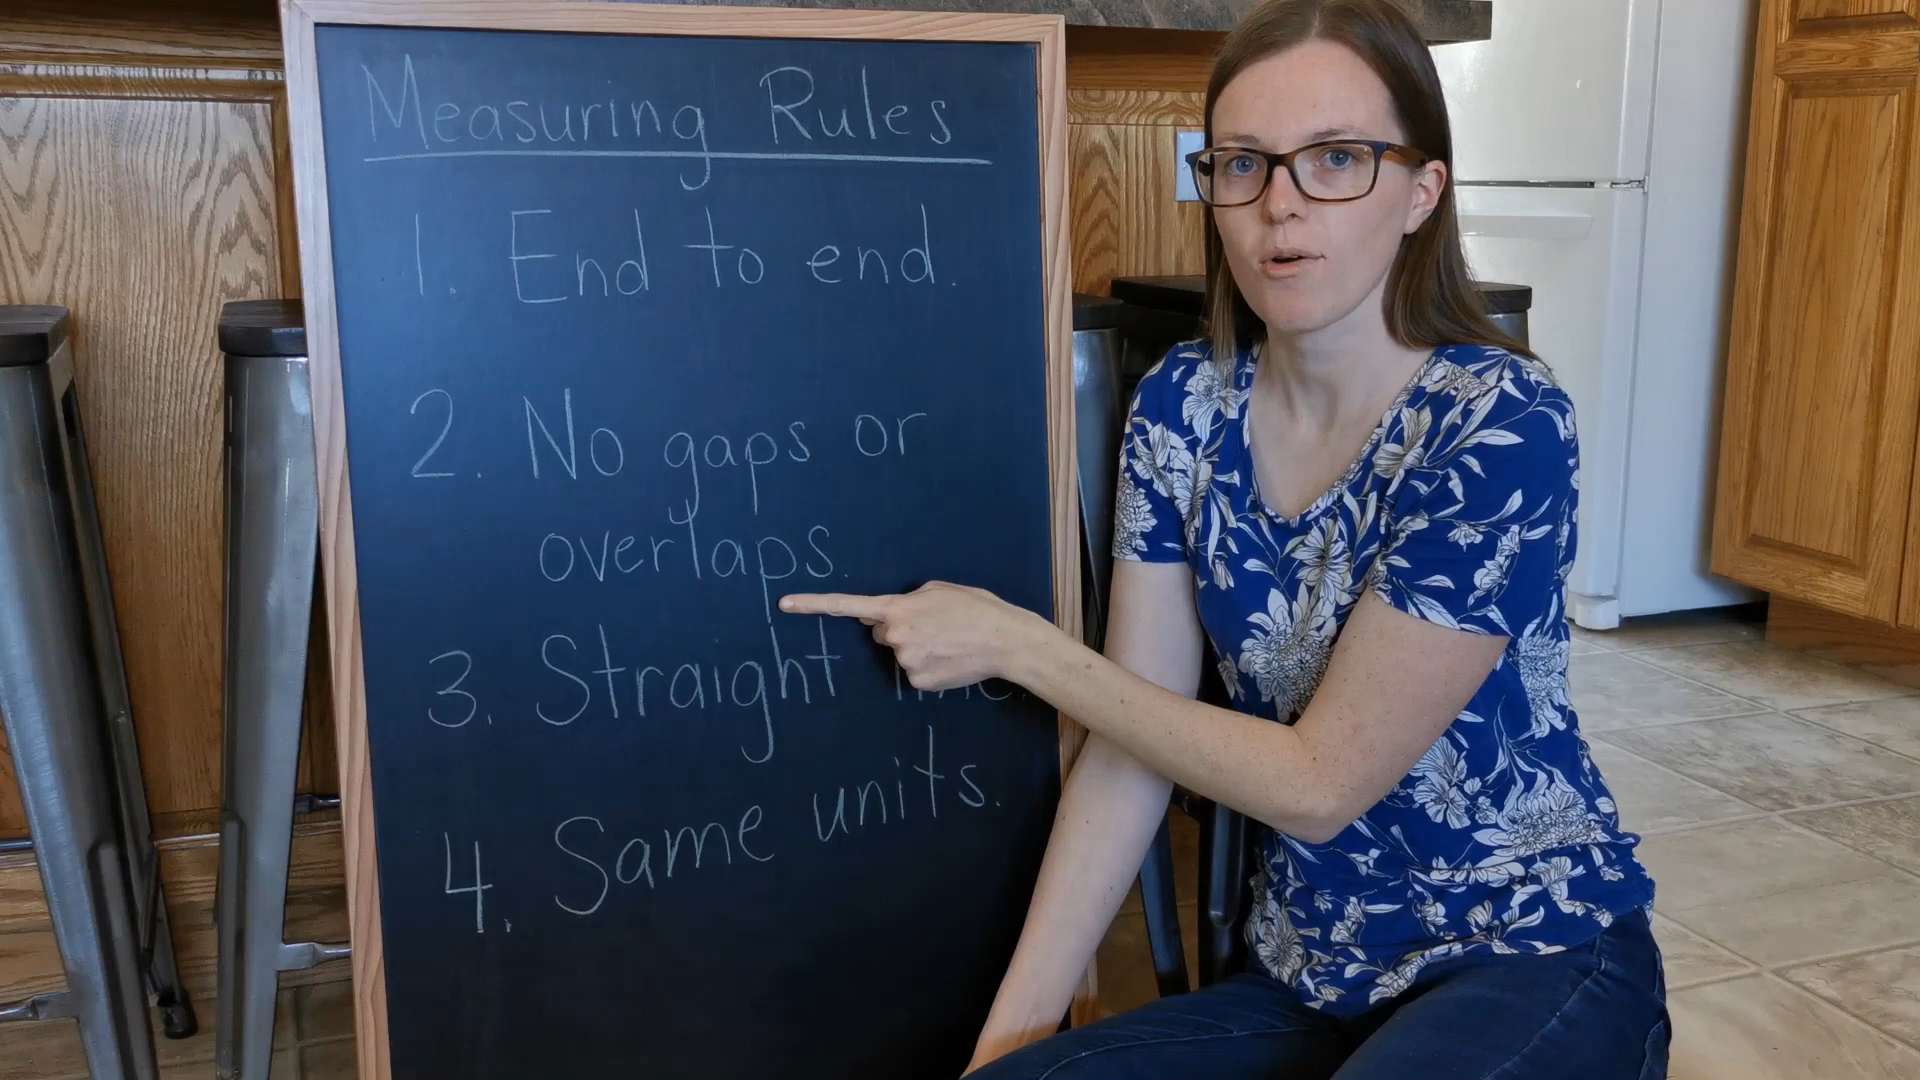 Measuring Rules
1. End to end.
2. No gaps or
overlaps.
3. Straight
4. Same units.